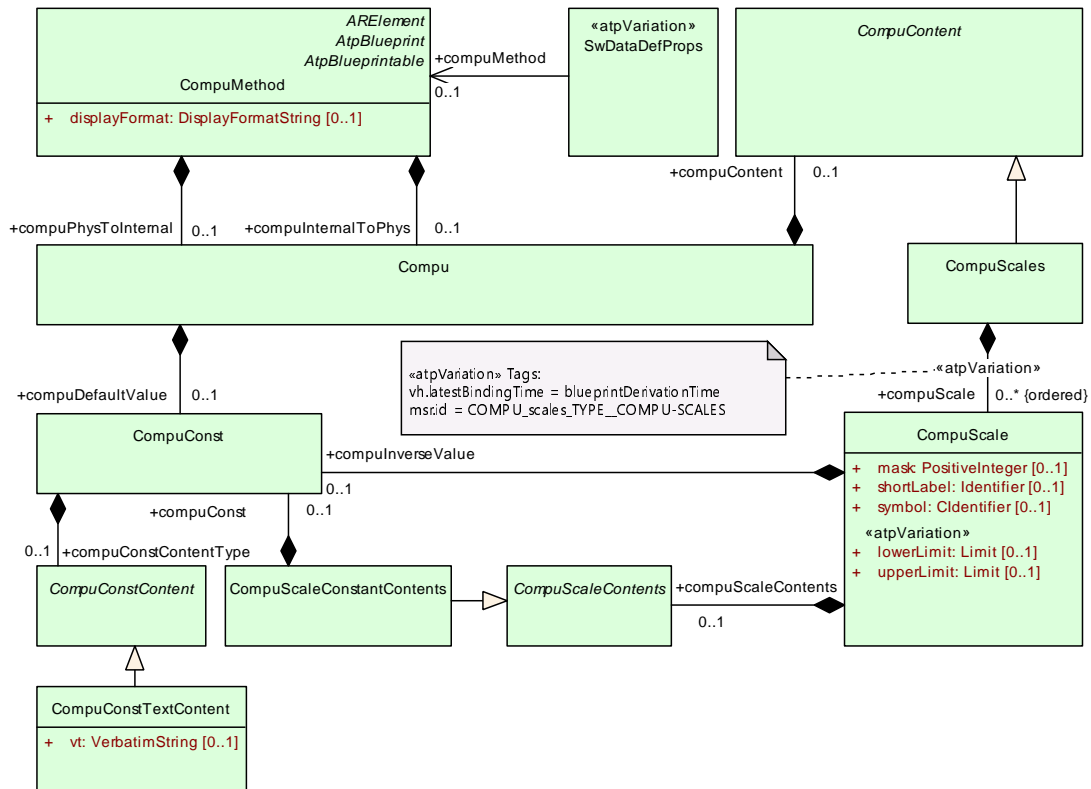 ARElement
AtpBlueprint
AtpBlueprintable
CompuMethod
+ displayFormat: DisplayFormatString [0..1]
+compuMethod
0..1
«atpVariation»
SwDataDefProps
CompuContent
+compuContent
0..1
+compuPhysToInternal
0..1
+compuInternalToPhys
0..1
Compu
CompuScales
«atpVariation» Tags:
vh.latestBindingTime = blueprintDerivationTime
msr.id = COMPU_scales_TYPE__COMPU-SCALES
«atpVariation»
+compuScale
0..* {ordered}
+compuDefaultValue
0..1
CompuConst
+compuInverseValue
0..1
CompuScale
+ mask: PositiveInteger [0..1]
+ shortLabel: Identifier [0..1]
+ symbol: CIdentifier [0..1]
«atpVariation»
+ lowerLimit: Limit [0..1]
+ upperLimit: Limit [0..1]
+compuConst
0..1
0..1
+compuConstContentType
CompuConstContent
CompuScaleConstantContents
CompuScaleContents
+compuScaleContents
0..1
CompuConstTextContent
+ vt: VerbatimString [0..1]